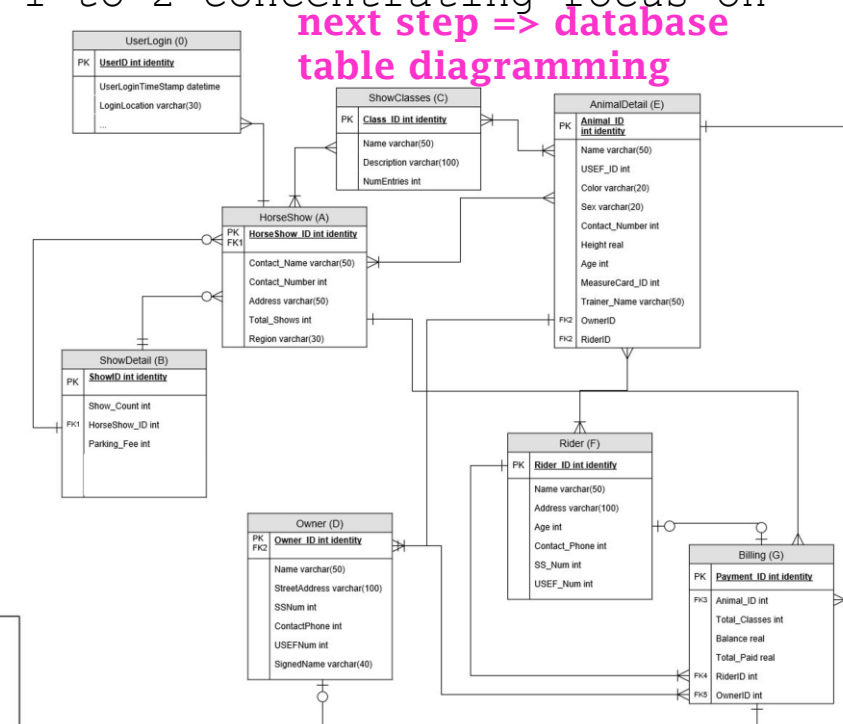 1 to 2 concentrating focus on
next step => database
table diagramming
UserLogin (0)
PK UserID int identity
UserLoginTimeStamp datetime
LoginLocation varchar(30)
...
ShowClasses (C)
PK Class_ID int identity
Name varchar(50)
Description varchar(100)
NumEntries int
AnimalDetail (E)
PK Animal_ID
int identity
Name varchar(50)
USEF_ID int
Color varchar(20)
Sex varchar(20)
Contact_Number int
Height real
Age int
MeasureCard_ID int
Trainer_Name varchar(50)
FK2 OwnerID
FK2 RiderID
HorseShow (A)
PK HorseShow_ID int identity
FK1
Contact_Name varchar(50)
Contact_Number int
Address varchar(50)
Total_Shows int
Region varchar(30)
ShowDetail (B)
PK ShowID int identity
Show_Count int
FK1 HorseShow_ID int
Parking_Fee int
Rider (F)
PK Rider_ID int identify
Name varchar(50)
Address varchar(100)
Age int
Contact_Phone int
SS_Num int
USEF_Num int
Owner (D)
PK Owner_ID int identity
FK2
Name varchar(50)
StreetAddress varchar(100)
SSNum int
ContactPhone int
USEFNum int
SignedName varchar(40)
Billing (G)
PK Payment_ID int identity
FK3 Animal_ID int
Total_Classes int
Balance real
Total_Paid real
FK4 RiderID int
FK5 OwnerID int